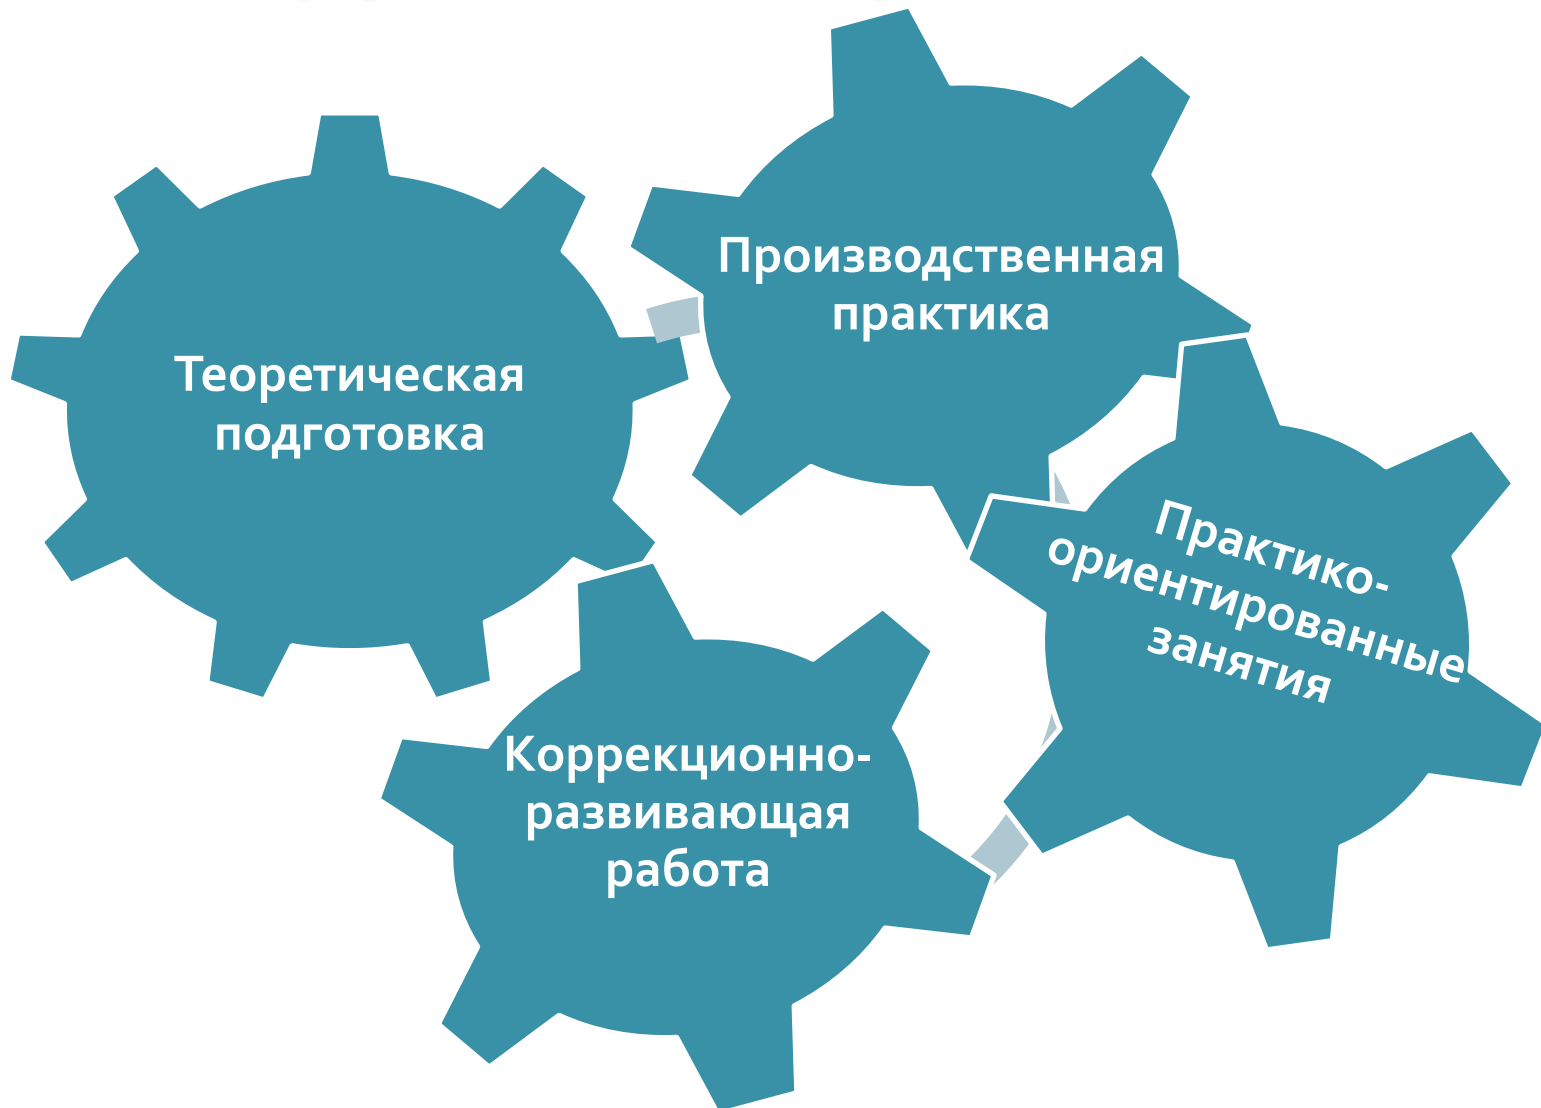 Производственная
практика
Теоретическая
подготовка
Практико-
ориентированные
занятия
Коррекционно-
развивающая
работа